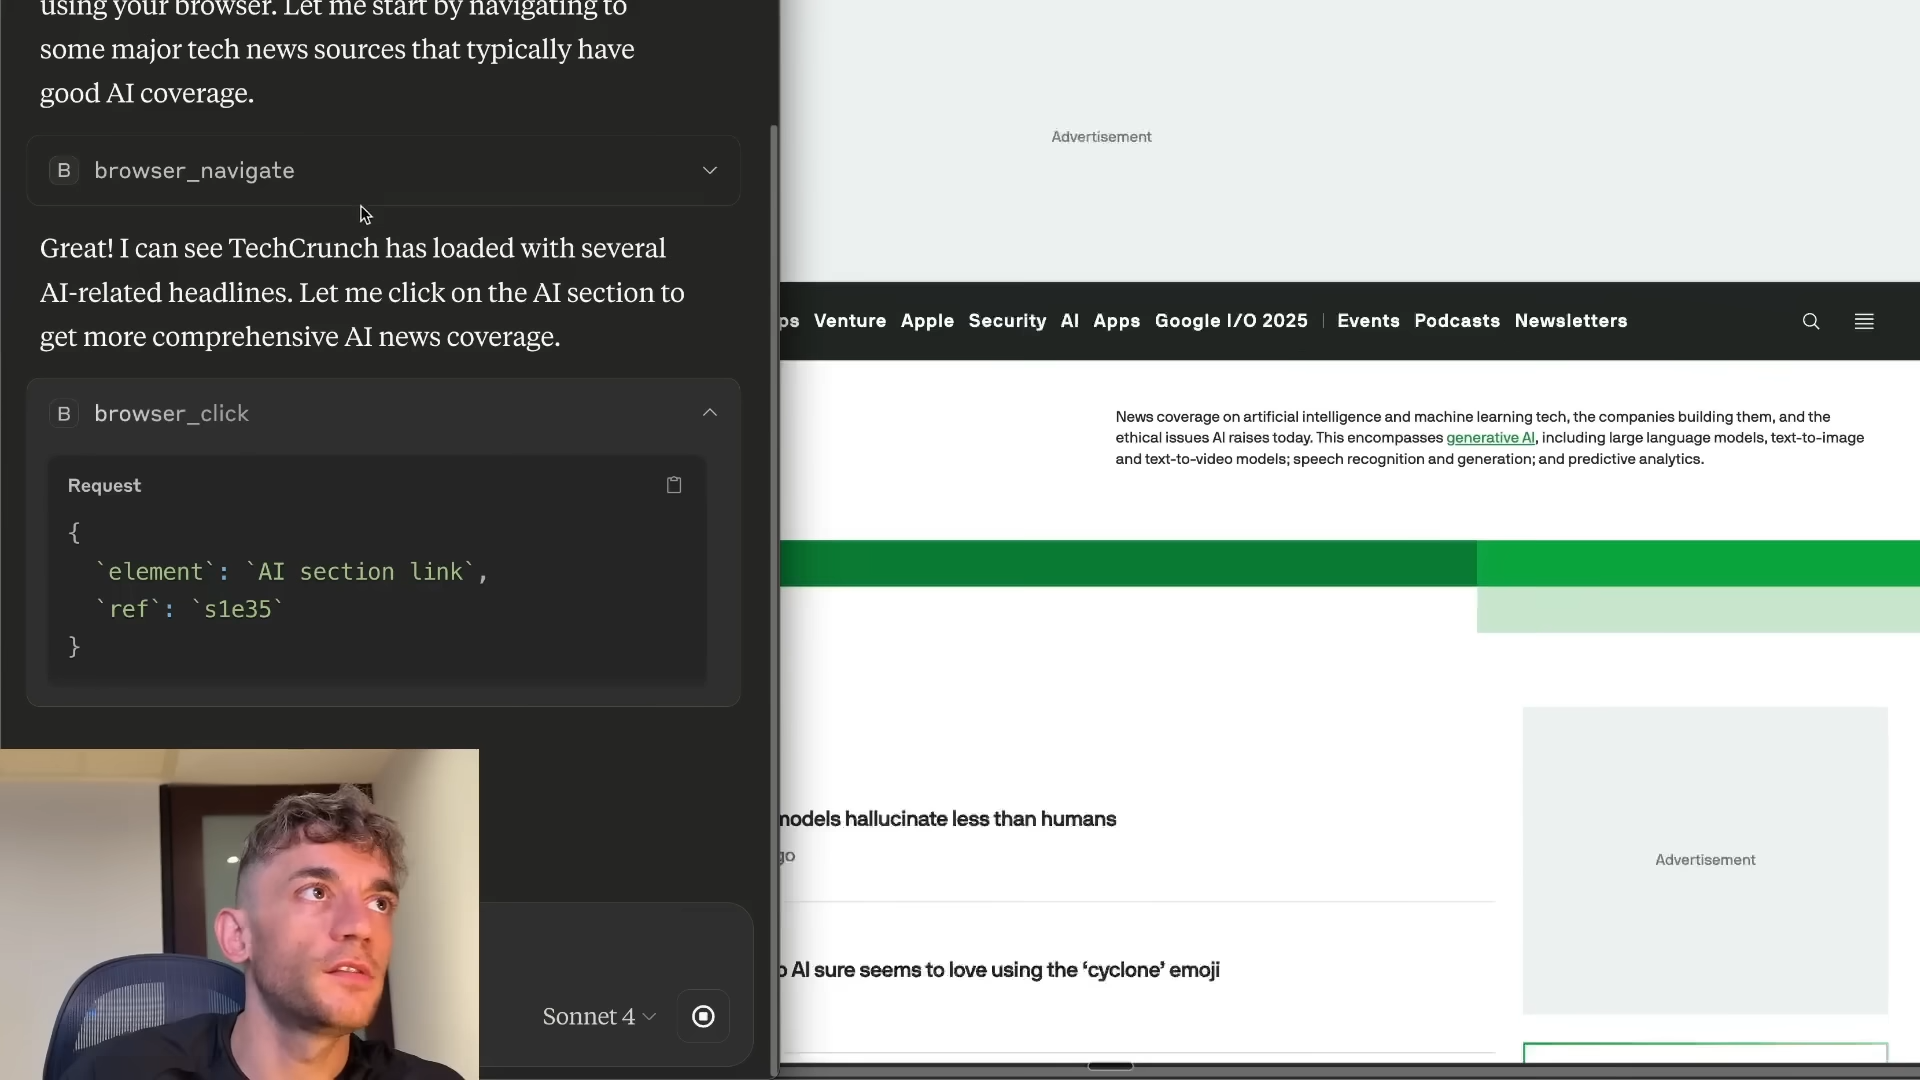 using your browser. Let me start by navigating to
some major tech news sources that typically have
good AI coverage.
B browser_navigate
Great! I can see TechCrunch has loaded with several
AI-related headlines. Let me click on the AI section to
get more comprehensive AI news coverage.
B browser_click
Request
{
`element`: `AI section link`,
`ref`: `s1e35`
}
Sonnet 4
Advertisement
ps Venture Apple Security AI Apps Google I/O 2025 | Events Podcasts Newsletters
News coverage on artificial intelligence and machine learning tech, the companies building them, and the
ethical issues AI raises today. This encompasses generative AI, including large language models, text-to-image
and text-to-video models; speech recognition and generation; and predictive analytics.
models hallucinate less than humans
go
AI sure seems to love using the ‘cyclone’ emoji
Advertisement